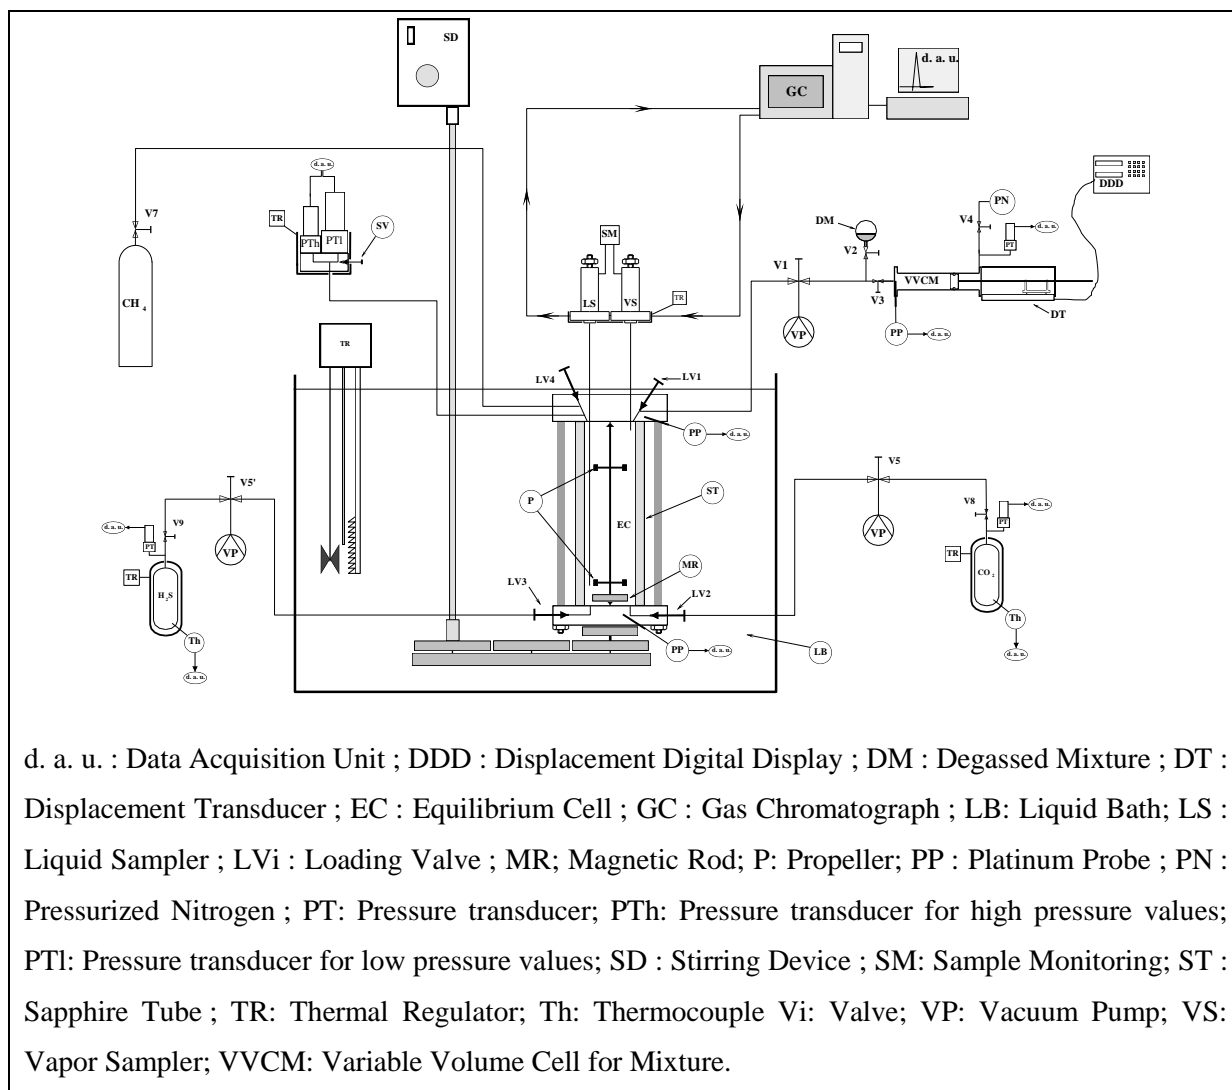 SD
d. a. u.
GC
d. a. u.
DDD
PN
V7
TR
PTh
PTl
SV
SM
DM
V4
PT
d. a. u.
V2
V1
VVCM
V3
CH4
LS
VS
TR
VP
PP
d. a. u.
DT
TR
LV4
LV1
PP
d. a. u.
V5'
V5
P
EC
ST
V9
V8
d. a. u.
PT
VP
VP
PT
d. a. u.
TR
H2S
MR
TR
CO2
LV3
LV2
Th
Th
PP
d. a. u.
LB
d. a. u.
d. a. u.
d. a. u. : Data Acquisition Unit ; DDD : Displacement Digital Display ; DM : Degassed Mixture ; DT :
Displacement Transducer ; EC : Equilibrium Cell ; GC : Gas Chromatograph ; LB: Liquid Bath; LS :
Liquid Sampler ; LVi : Loading Valve ; MR; Magnetic Rod; P: Propeller; PP : Platinum Probe ; PN :
Pressurized Nitrogen ; PT: Pressure transducer; PTh: Pressure transducer for high pressure values;
PTl: Pressure transducer for low pressure values; SD : Stirring Device ; SM: Sample Monitoring; ST :
Sapphire Tube ; TR: Thermal Regulator; Th: Thermocouple Vi: Valve; VP: Vacuum Pump; VS:
Vapor Sampler; VVCM: Variable Volume Cell for Mixture.